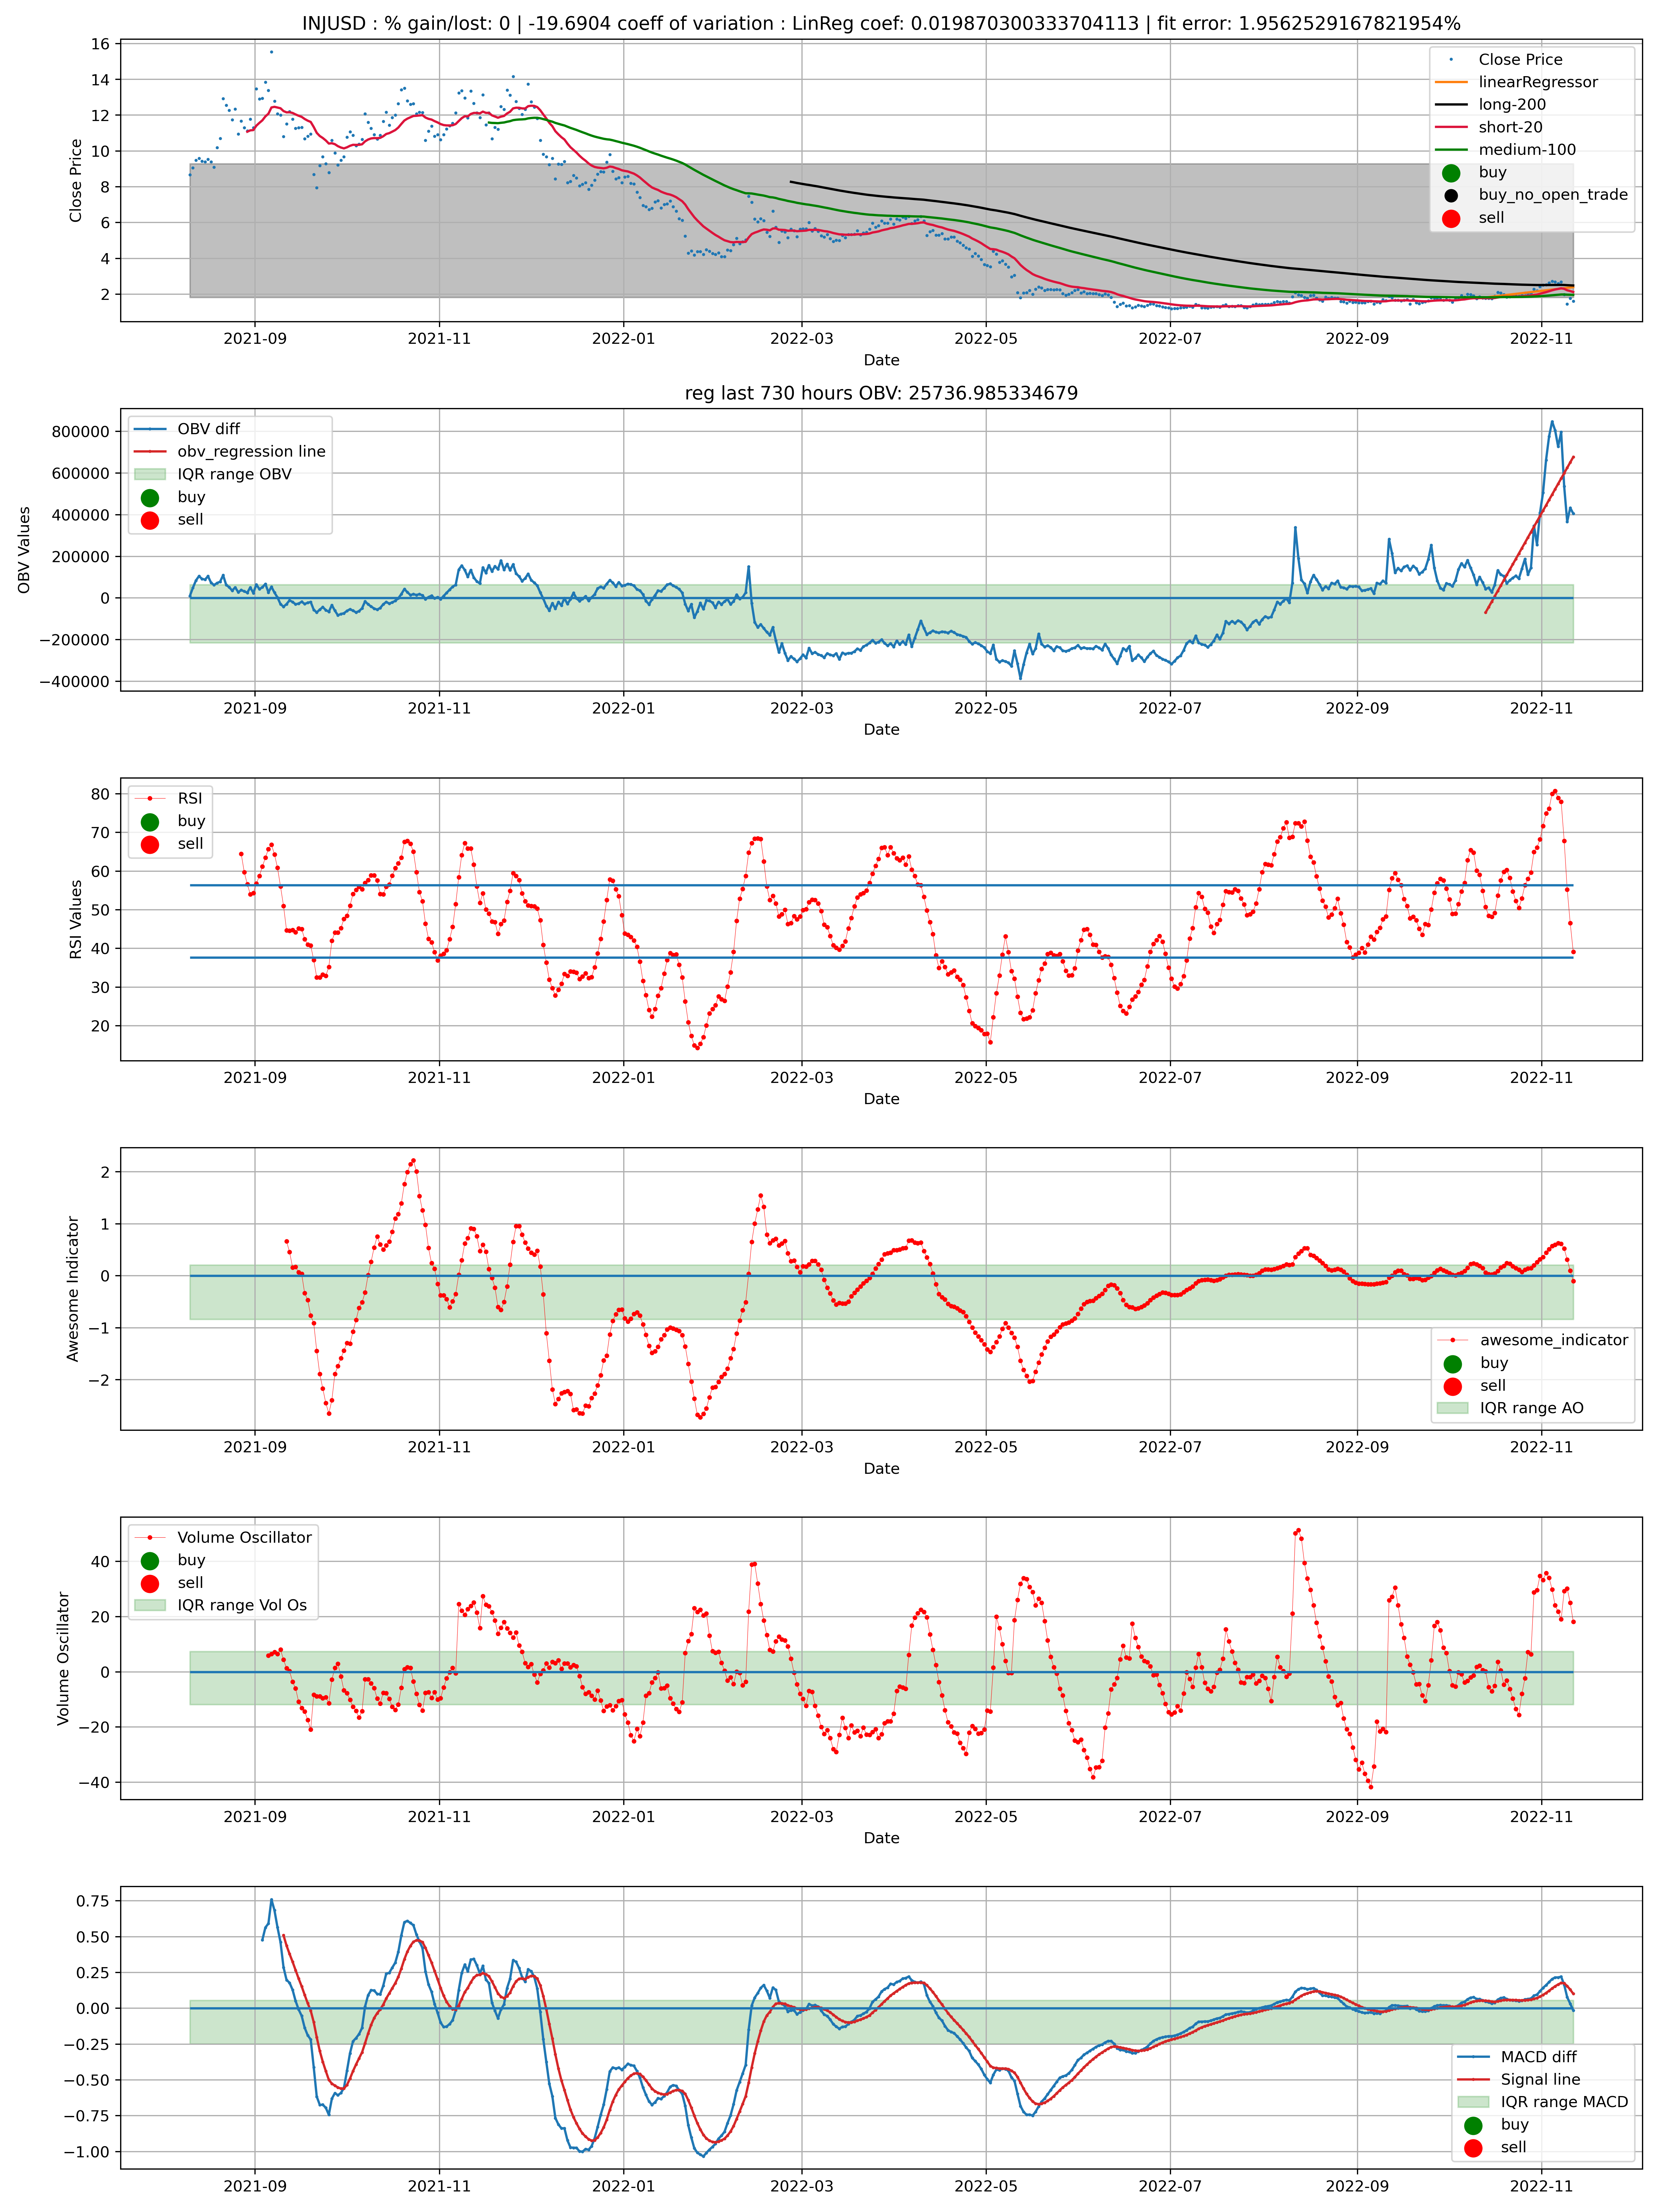 INJUSD : % gain/lost: 0 | -19.6904 coeff of variation : LinReg coef: 0.019870300333704113 | fit error: 1.9562529167821954%
16
14
12
10
8
6
4
2
Close Price
Close Price
linearRegressor
long-200
short-20
medium-100
buy
buy_no_open_trade
sell
2021-09 2021-11 2022-01 2022-03 2022-05 2022-07 2022-09 2022-11
Date
reg last 730 hours OBV: 25736.985334679
800000
600000
400000
200000
0
−200000
−400000
OBV Values
OBV diff
obv_regression line
IQR range OBV
buy
sell
2021-09 2021-11 2022-01 2022-03 2022-05 2022-07 2022-09 2022-11
Date
80
70
60
50
40
30
20
RSI Values
RSI
buy
sell
2021-09 2021-11 2022-01 2022-03 2022-05 2022-07 2022-09 2022-11
Date
2
1
0
−1
−2
Awesome Indicator
awesome_indicator
buy
sell
IQR range AO
2021-09 2021-11 2022-01 2022-03 2022-05 2022-07 2022-09 2022-11
Date
40
20
0
−20
−40
Volume Oscillator
Volume Oscillator
buy
sell
IQR range Vol Os
2021-09 2021-11 2022-01 2022-03 2022-05 2022-07 2022-09 2022-11
Date
0.75
0.50
0.25
0.00
−0.25
−0.50
−0.75
−1.00
MACD diff
Signal line
IQR range MACD
buy
sell
2021-09 2021-11 2022-01 2022-03 2022-05 2022-07 2022-09 2022-11